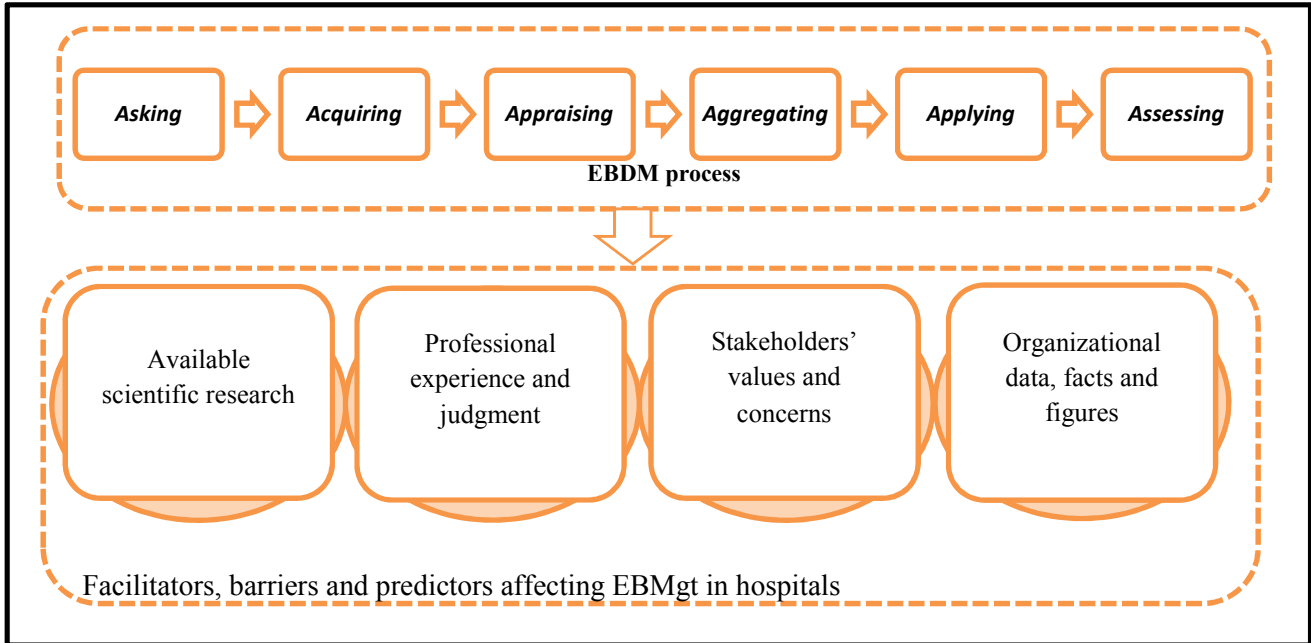 Asking
Acquiring
Appraising
Aggregating
Applying
Assessing
EBDM process
Available
scientific research
Professional
experience and
judgment
Stakeholders’
values and
concerns
Organizational
data, facts and
figures
Facilitators, barriers and predictors affecting EBMgt in hospitals